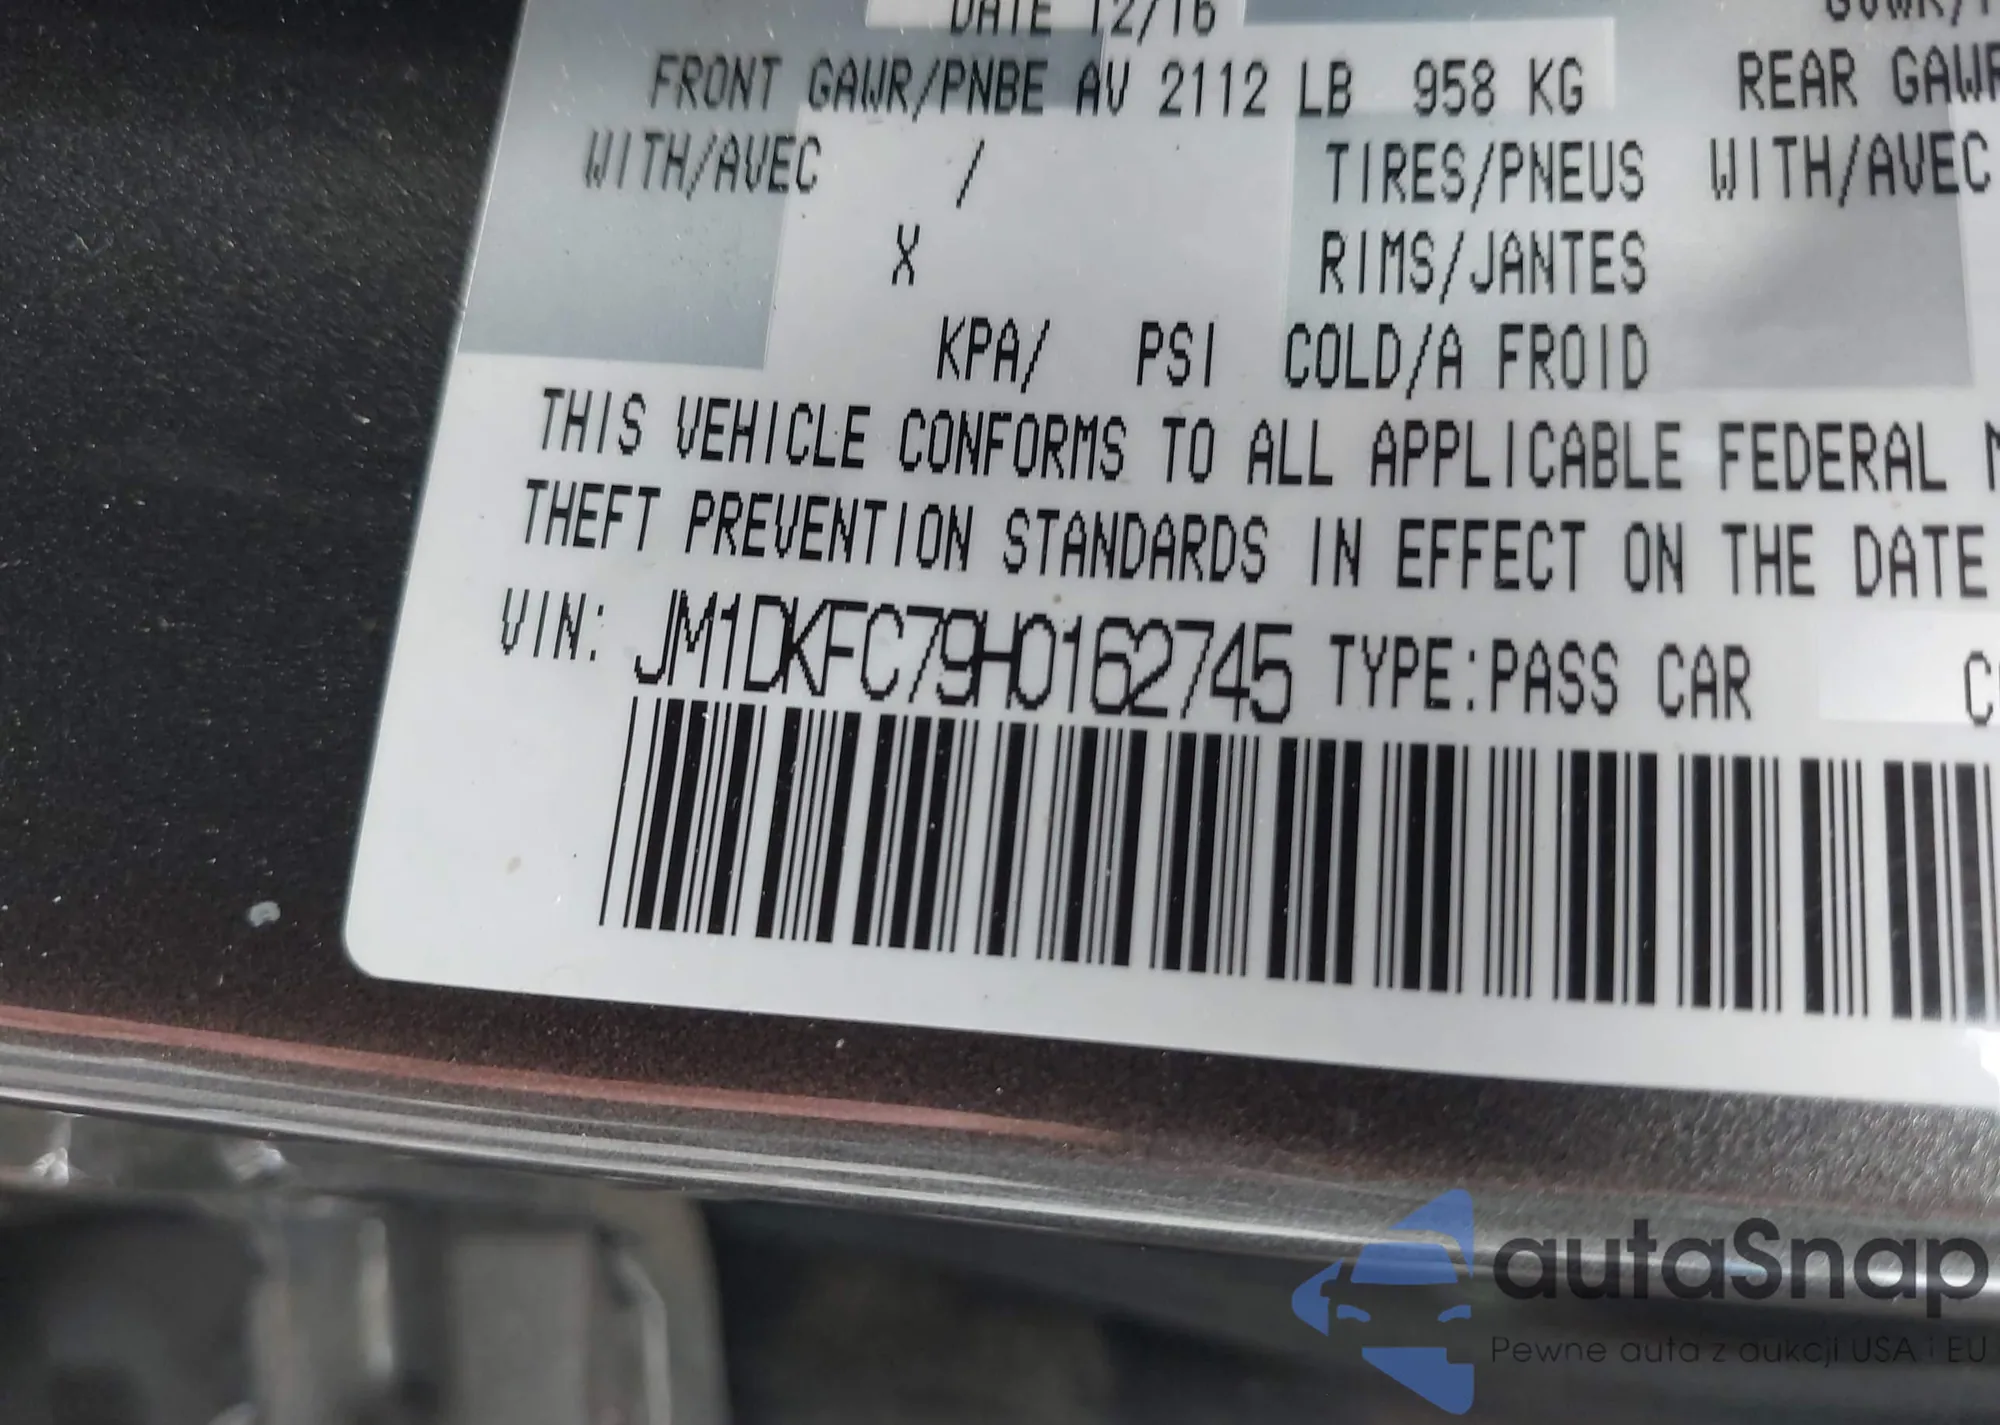 DATE 12/16 GVWR/P
FRONT GAWR/PNBE AV 2112 LB 958 KG REAR GAWR
WITH/AVEC / TIRES/PNEUS WITH/AVEC
X RIMS/JANTES
KPA/ PSI COLD/A FROID
THIS VEHICLE CONFORMS TO ALL APPLICABLE FEDERAL M
THEFT PREVENTION STANDARDS IN EFFECT ON THE DATE
VIN: JM1DKFC79H0162745 TYPE:PASS CAR
autaSnap
Pewne auta z aukcji USA i EU